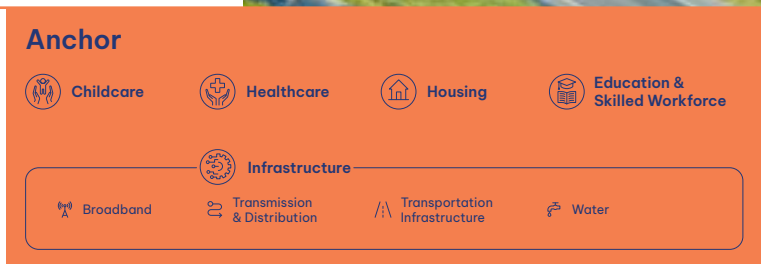 Anchor
Childcare
Healthcare
Housing
Education &
Skilled Workforce
Infrastructure
Broadband
Transmission
& Distribution
Transportation
Infrastructure
Water